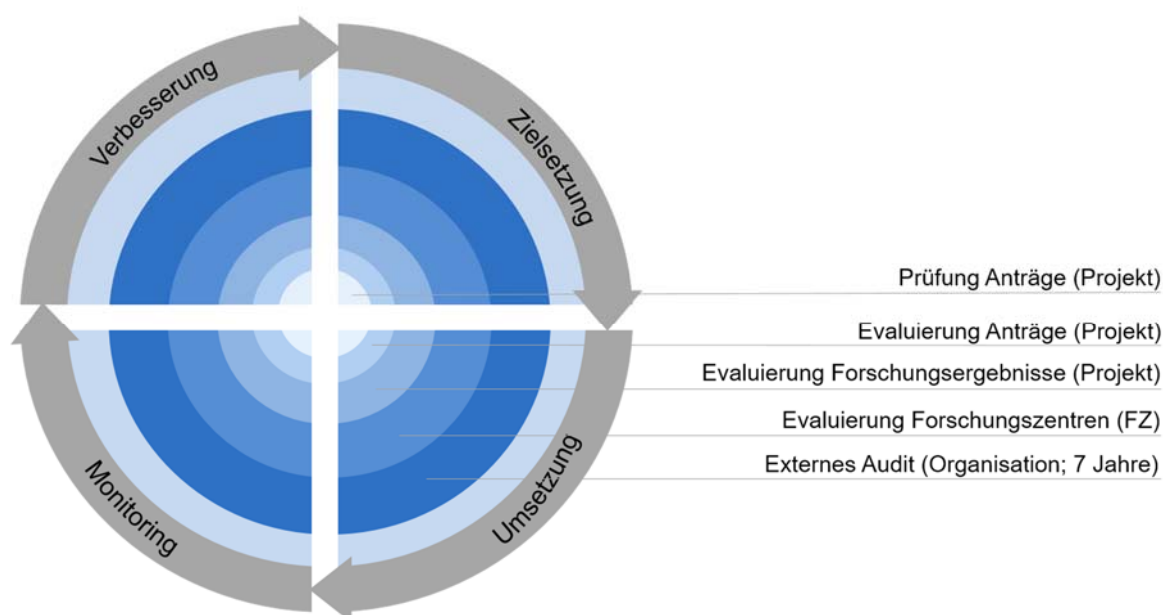 Verbesserung
Zielsetzung
Prüfung Anträge (Projekt)
Evaluierung Anträge (Projekt)
Evaluierung Forschungsergebnisse (Projekt)
Evaluierung Forschungszentren (FZ)
Externes Audit (Organisation; 7 Jahre)
Monitoring
Umsetzung